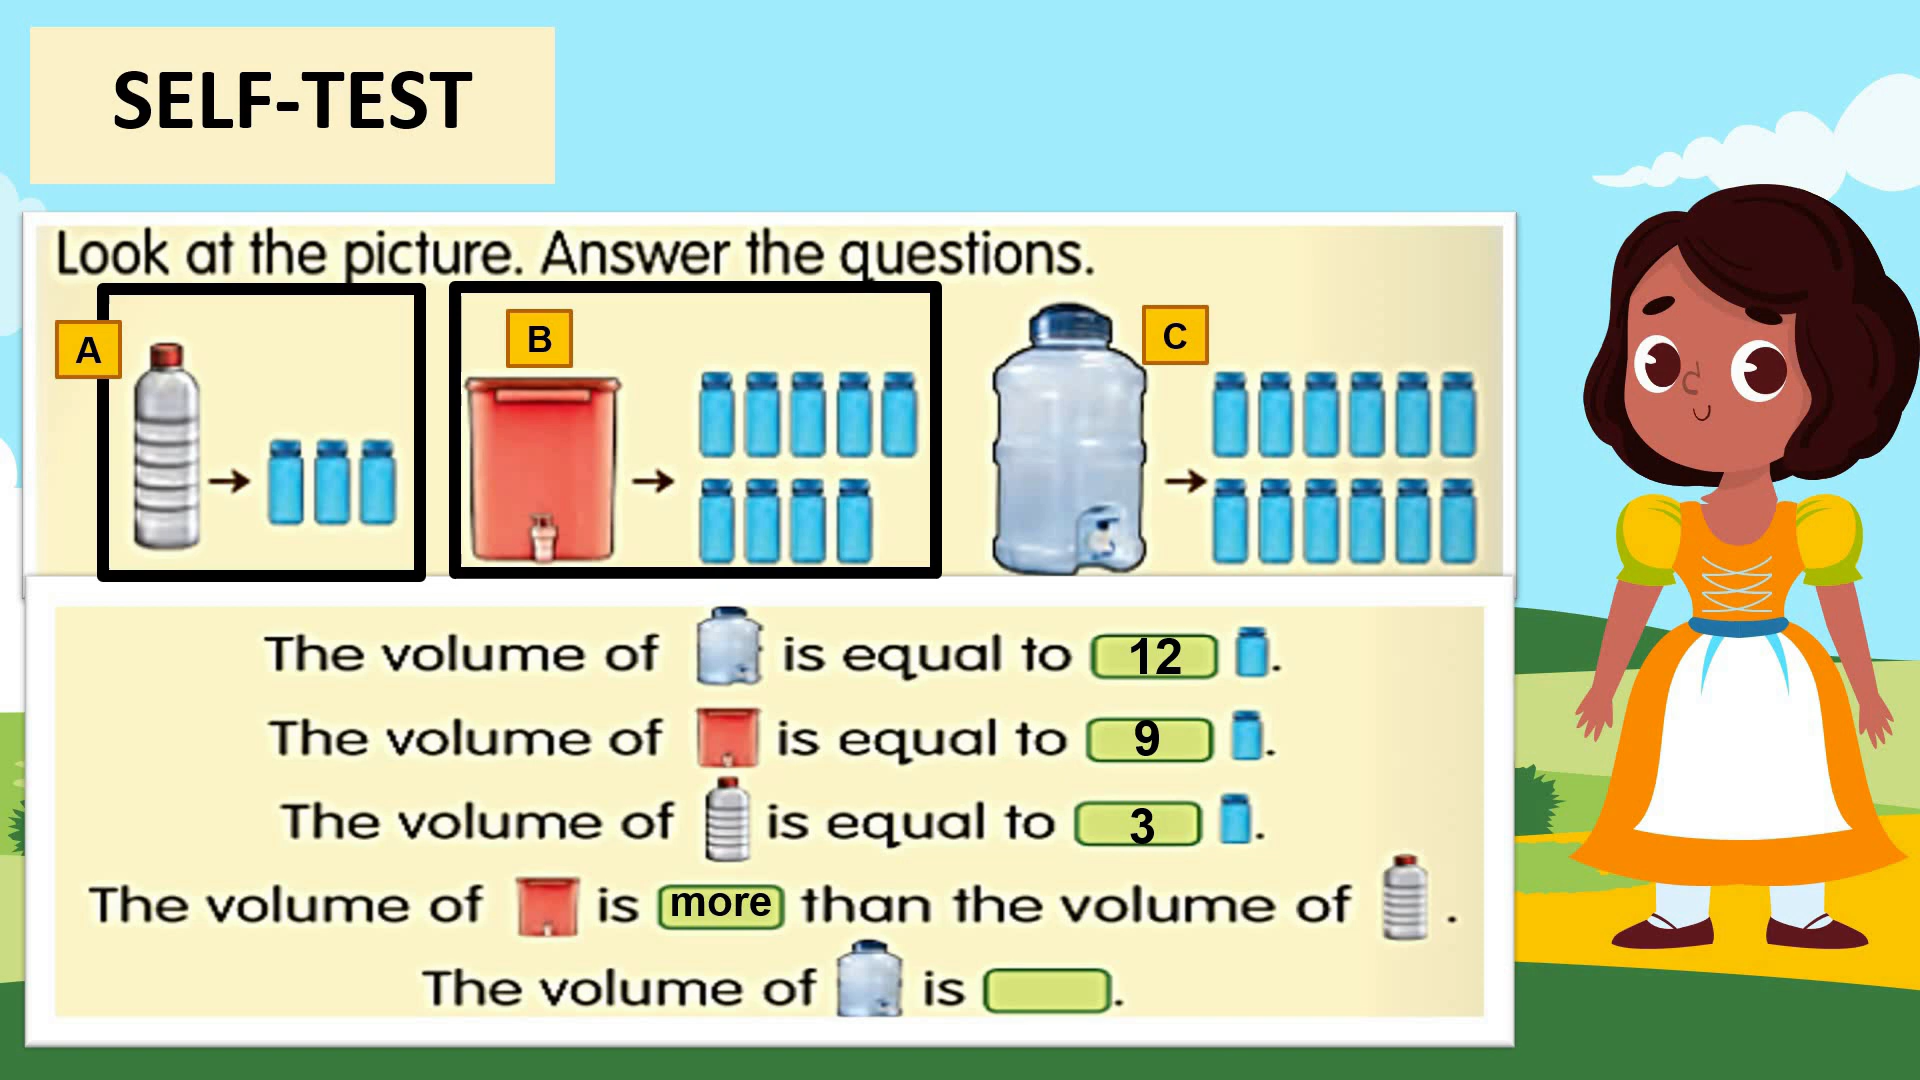 SELF-TEST
Look at the picture. Answer the questions.
A
B
C
The volume of is equal to 12 .
The volume of is equal to 9 .
The volume of is equal to 3 .
The volume of is more than the volume of .
The volume of is .